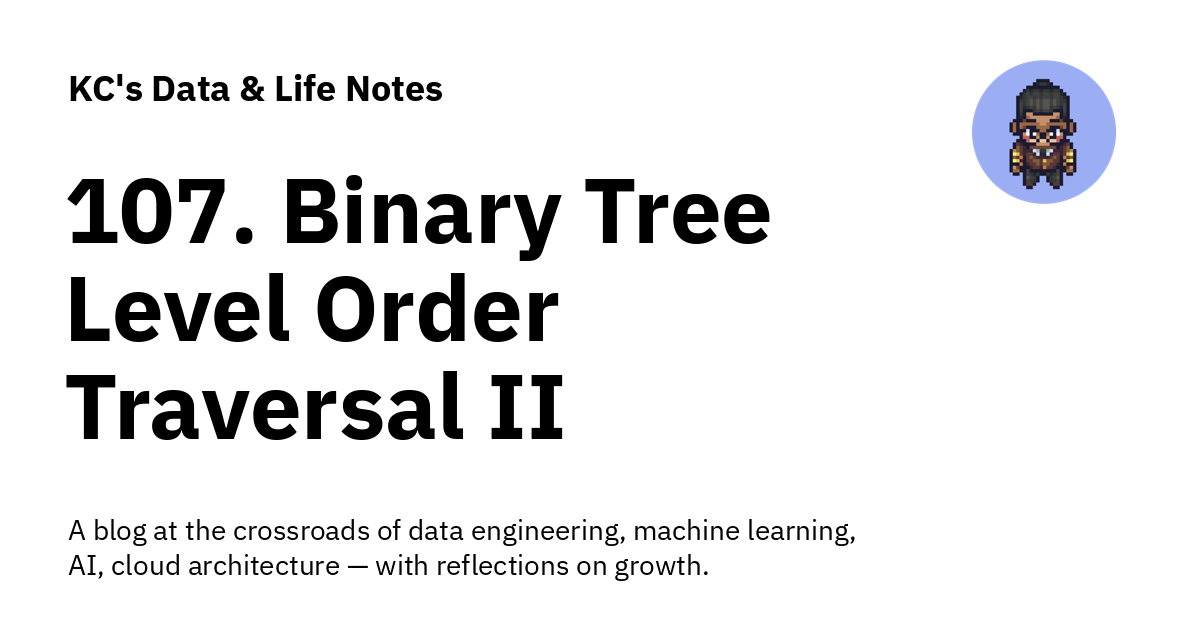 KC's Data & Life Notes
107. Binary Tree
Level Order
Traversal II
A blog at the crossroads of data engineering, machine learning,
AI, cloud architecture — with reflections on growth.